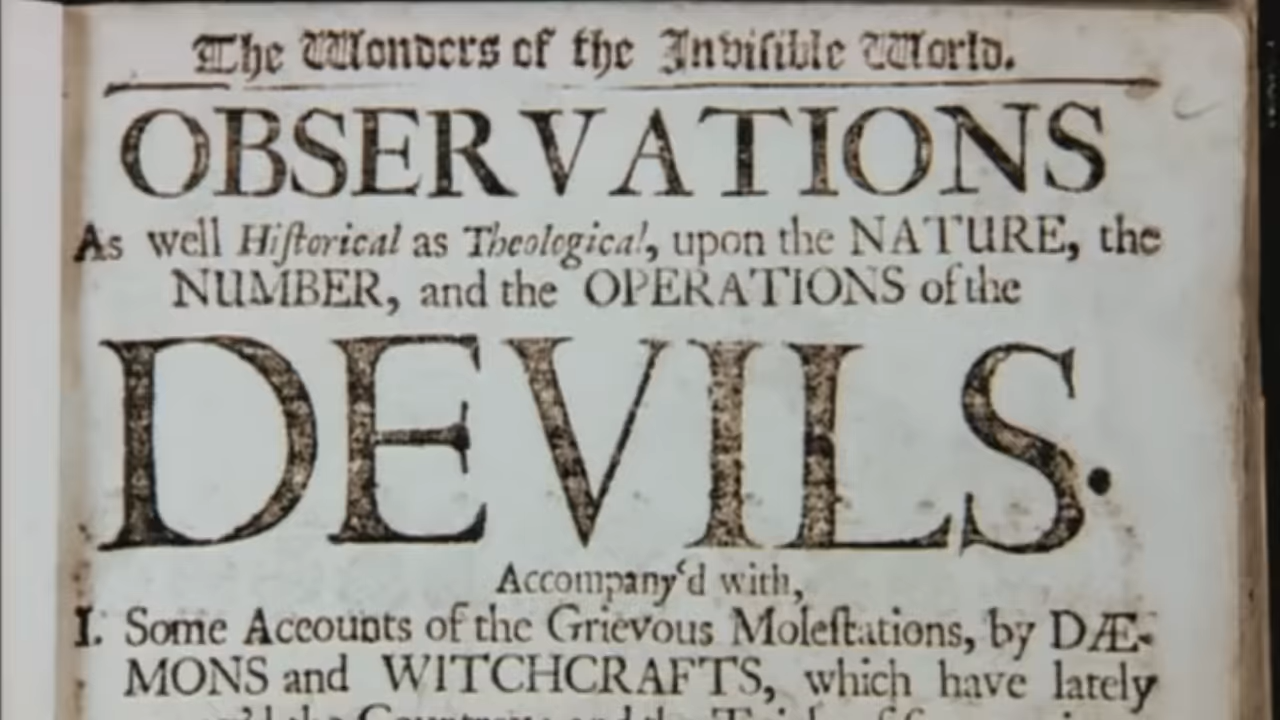 The Wonders of the Inviſible World.
OBSERVATIONS
As well Hiſtorical as Theological, upon the NATURE, the
NUMBER, and the OPERATIONS of the
DEVILS.
Accompany‘d with,
I. Some Accounts of the Grievous Moleſtations, by DÆ-
MONS and WITCHCRAFTS, which have lately